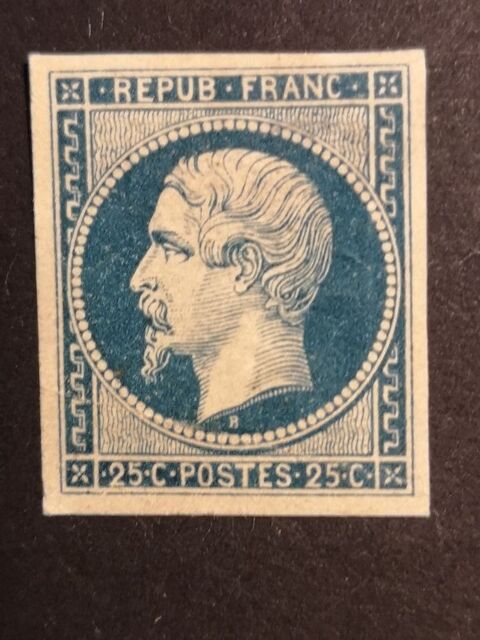 · REPUB · FRANC ·
B
· 25 · C · POSTES · 25 · C ·